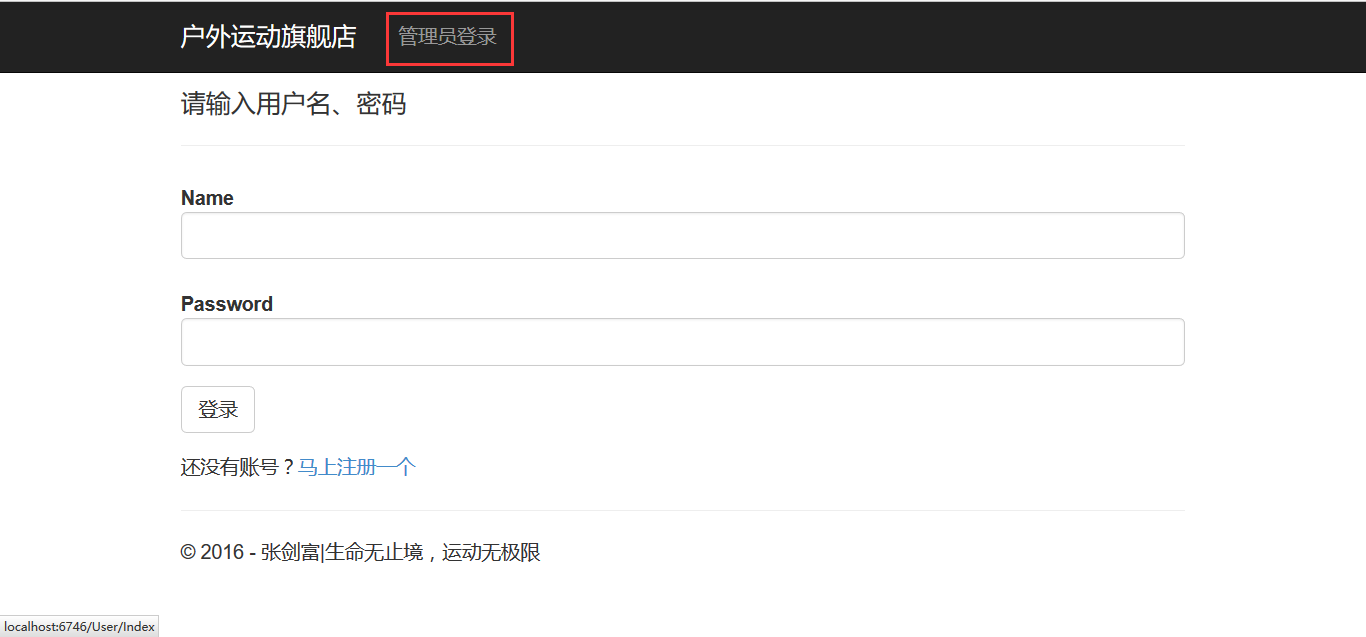 户外运动旗舰店 管理员登录
请输入用户名、密码
Name
Password
登录
还没有账号？马上注册一个
© 2016 - 张剑富|生命无止境，运动无极限
localhost:6746/User/Index